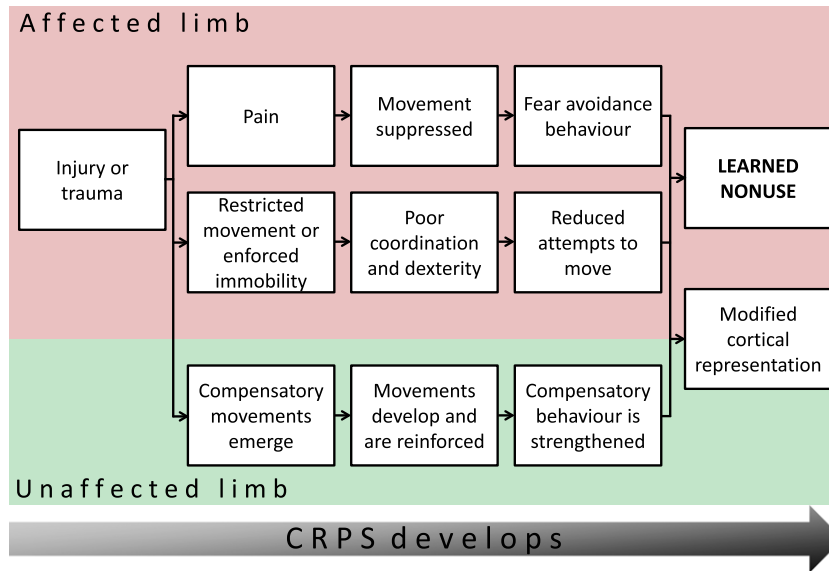 Affected limb
Injury or
trauma
Pain
Movement
suppressed
Fear avoidance
behaviour
Restricted
movement or
enforced
immobility
Poor
coordination
and dexterity
Reduced
attempts to
move
Compensatory
movements
emerge
Movements
develop and
are reinforced
Compensatory
behaviour is
strengthened
LEARNED
NONUSE
Modified
cortical
representation
Unaffected limb
CRPS develops